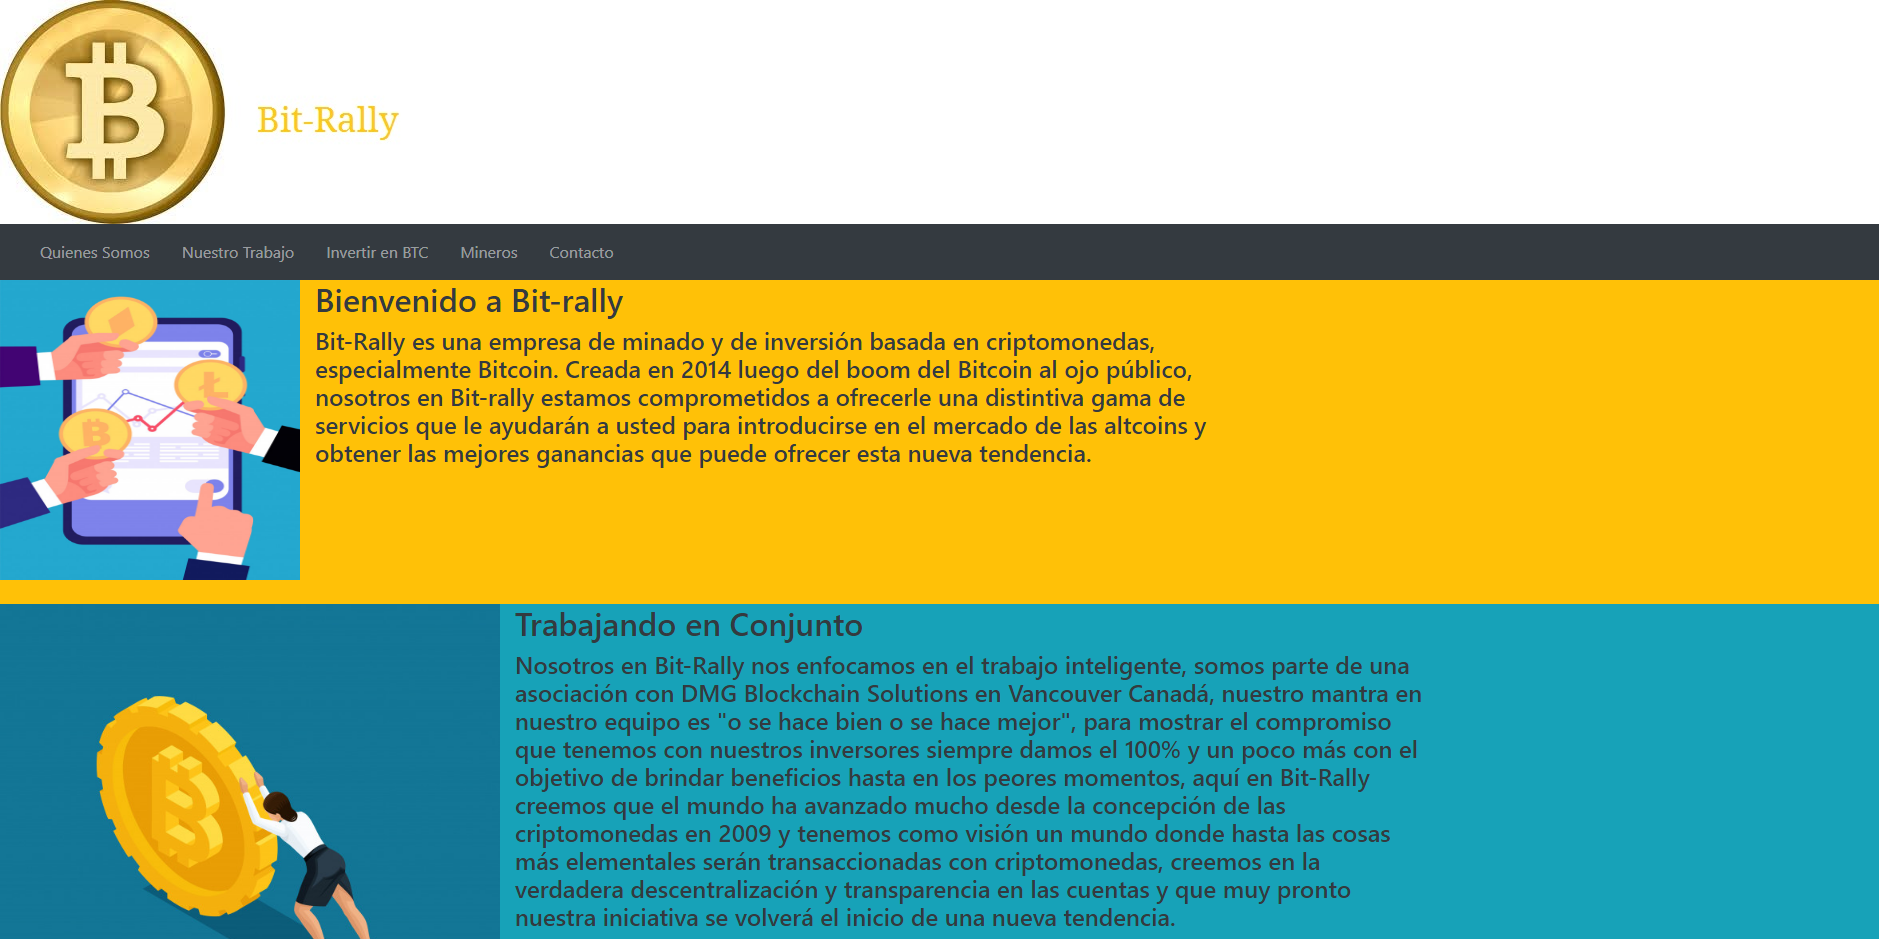 Bit-Rally
Quienes Somos Nuestro Trabajo Invertir en BTC Mineros Contacto
Bienvenido a Bit-rally
Bit-Rally es una empresa de minado y de inversión basada en criptomonedas,
especialmente Bitcoin. Creada en 2014 luego del boom del Bitcoin al ojo público,
nosotros en Bit-rally estamos comprometidos a ofrecerle una distintiva gama de
servicios que le ayudarán a usted para introducirse en el mercado de las altcoins y
obtener las mejores ganancias que puede ofrecer esta nueva tendencia.
Trabajando en Conjunto
Nosotros en Bit-Rally nos enfocamos en el trabajo inteligente, somos parte de una
asociación con DMG Blockchain Solutions en Vancouver Canadá, nuestro mantra en
nuestro equipo es "o se hace bien o se hace mejor", para mostrar el compromiso
que tenemos con nuestros inversores siempre damos el 100% y un poco más con el
objetivo de brindar beneficios hasta en los peores momentos, aquí en Bit-Rally
creemos que el mundo ha avanzado mucho desde la concepción de las
criptomonedas en 2009 y tenemos como visión un mundo donde hasta las cosas
más elementales serán transaccionadas con criptomonedas, creemos en la
verdadera descentralización y transparencia en las cuentas y que muy pronto
nuestra iniciativa se volverá el inicio de una nueva tendencia.